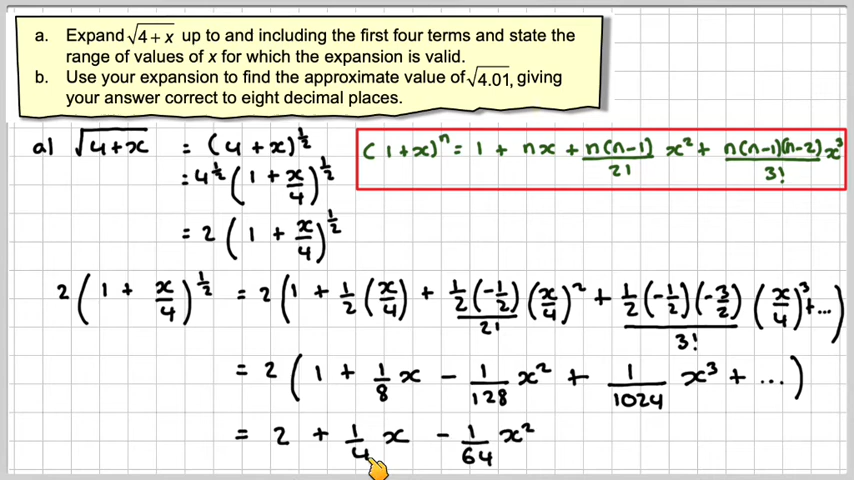 a. Expand √4 + x up to and including the first four terms and state the
range of values of x for which the expansion is valid.
b. Use your expansion to find the approximate value of √4.01, giving
your answer correct to eight decimal places.
a) √4+x = (4+x)^½
(1+x)^n = 1 + nx + n(n-1)/2! x² + n(n-1)(n-2)/3! x³
= 4^½ (1 + x/4)^½
= 2 (1 + x/4)^½
2 (1 + x/4)^½ = 2 (1 + ½ (x/4) + ½(-½)/2! (x/4)² + ½(-½)(-3/2)/3! (x/4)³ + ...)
= 2 (1 + 1/8 x - 1/128 x² + 1/1024 x³ + ...)
= 2 + 1/4 x - 1/64 x²